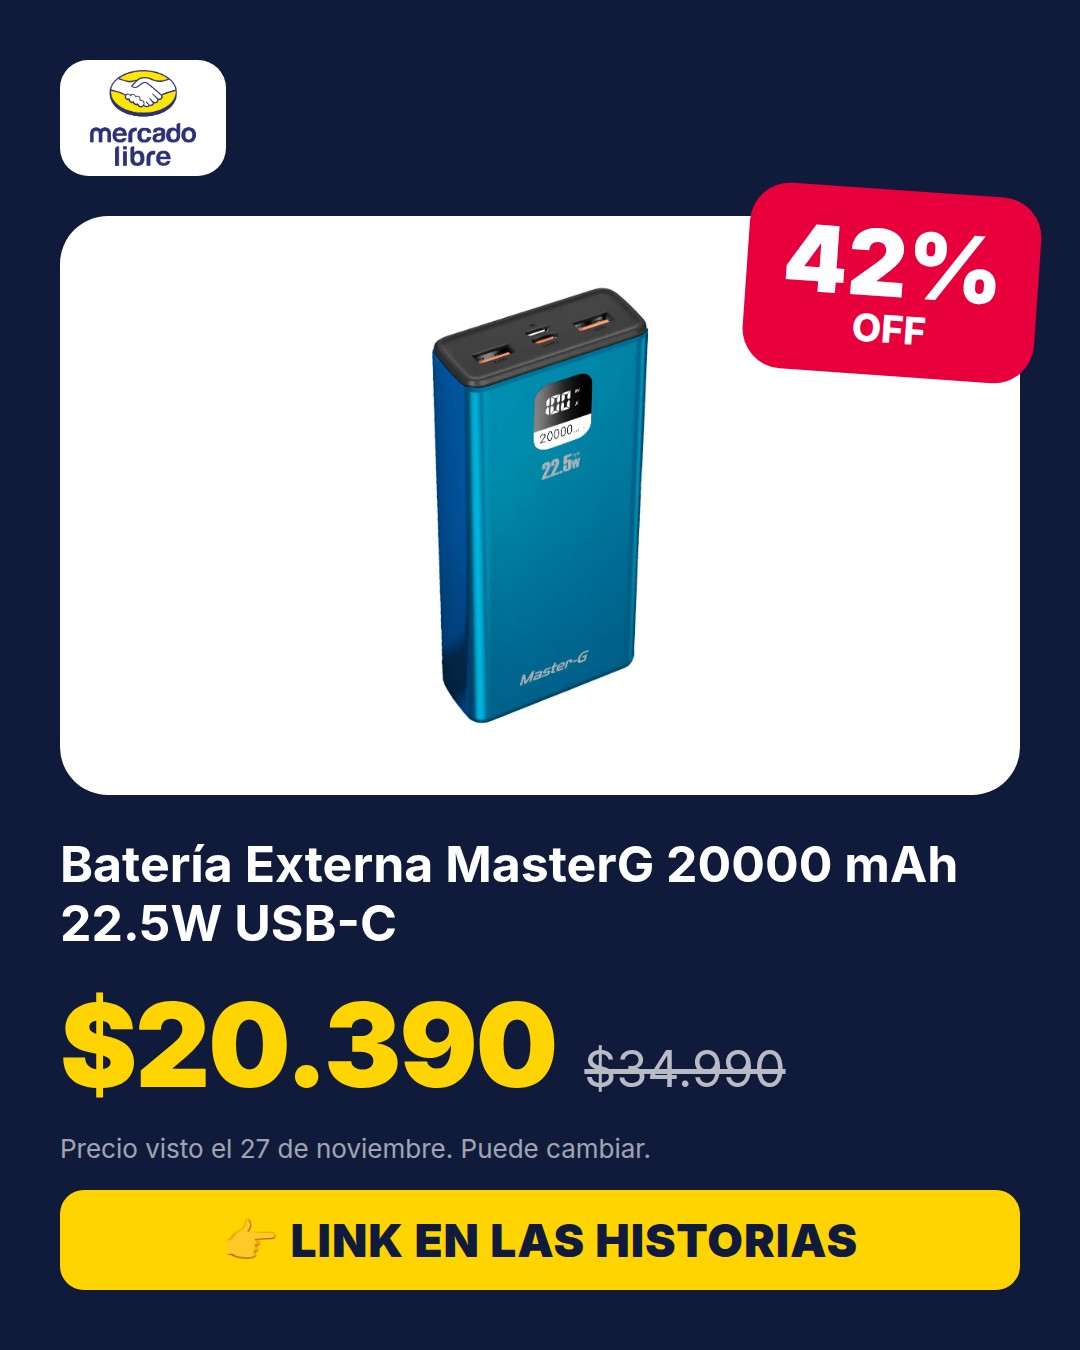 mercado
libre
42%
OFF
100
20000
22.5w
Master-G
Batería Externa MasterG 20000 mAh
22.5W USB-C
$20.390 $34.990
Precio visto el 27 de noviembre. Puede cambiar.
👉 LINK EN LAS HISTORIAS